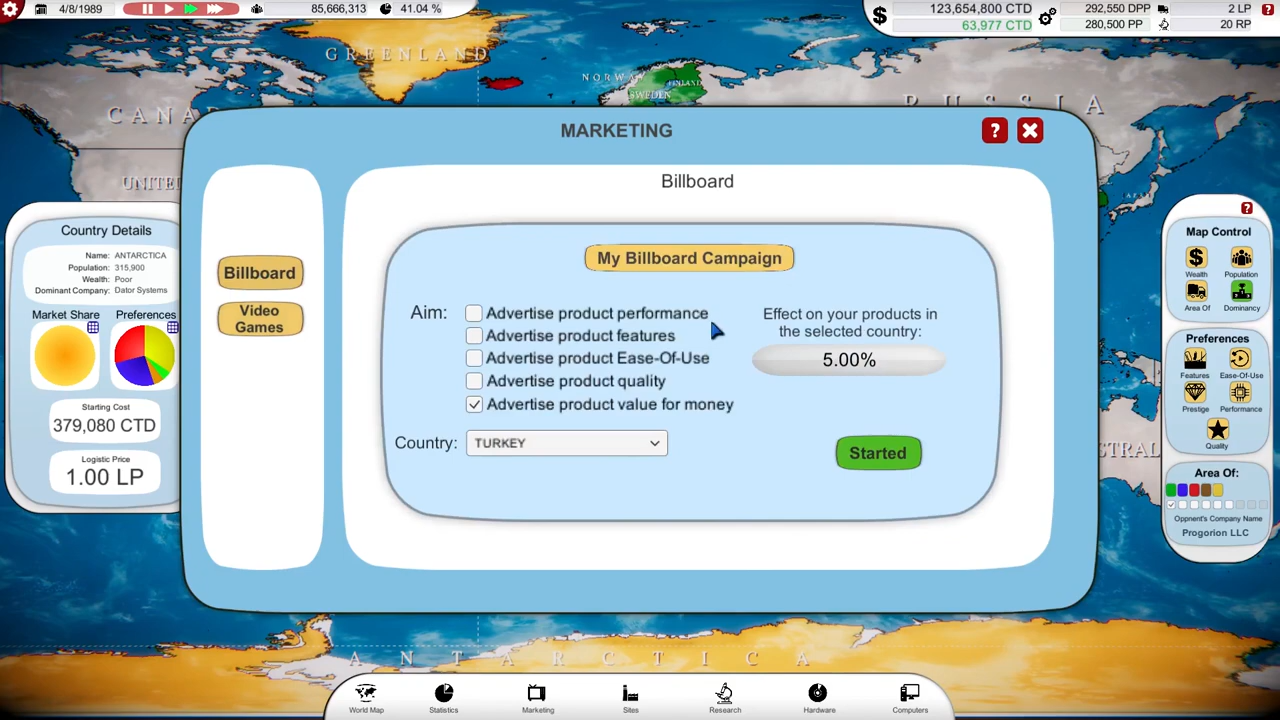 4/8/1989
85,666,313
41.04 %
123,654,800 CTD
63,977 CTD
292,550 DPP
280,500 PP
2 LP
20 RP
?
GREENLAND
NORWAY
FINLAND
SWEDEN
RUSSIA
CANA
UNITE
JAPA
STRAL
ANTARCTICA
MARKETING
?
Billboard
Video
Games
Billboard
My Billboard Campaign
Aim:
Advertise product performance
Advertise product features
Advertise product Ease-Of-Use
Advertise product quality
Advertise product value for money
Country:
TURKEY
Effect on your products in
the selected country:
5.00%
Started
Country Details
Name: ANTARCTICA
Population: 315,900
Wealth: Poor
Dominant Company: Dator Systems
Market Share
Preferences
Starting Cost
379,080 CTD
Logistic Price
1.00 LP
?
Map Control
Wealth
Population
Area Of
Dominancy
Preferences
Features
Ease-Of-Use
Prestige
Performance
Quality
Area Of:
Oppnent's Company Name
Progorion LLC
World Map
Statistics
Marketing
Sites
Research
Hardware
Computers